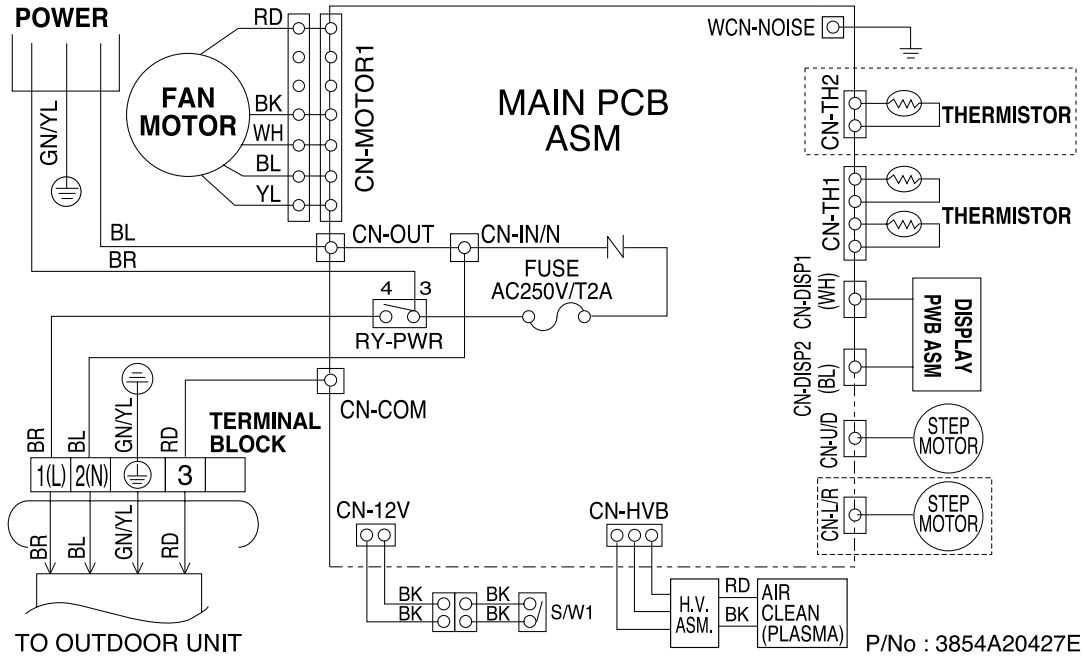 POWER
RD
WCN-NOISE
FAN
MOTOR
BK
WH
BL
YL
CN-MOTOR1
MAIN PCB
ASM
CN-TH2
THERMISTOR
GN/YL
CN-TH1
THERMISTOR
BL
BR
CN-OUT
CN-IN/N
N
FUSE
AC250V/T2A
4 3
RY-PWR
CN-DISP1
(WH)
CN-DISP2
(BL)
DISPLAY
PWB ASM
CN-COM
TERMINAL
BLOCK
BR
BL
GN/YL
RD
1(L)
2(N)
3
CN-U/D
STEP
MOTOR
CN-L/R
STEP
MOTOR
BR
BL
GN/YL
RD
TO OUTDOOR UNIT
CN-12V
BK
BK
BK
BK
S/W1
CN-HVB
H.V.
ASM.
RD
BK
AIR
CLEAN
(PLASMA)
P/No : 3854A20427E